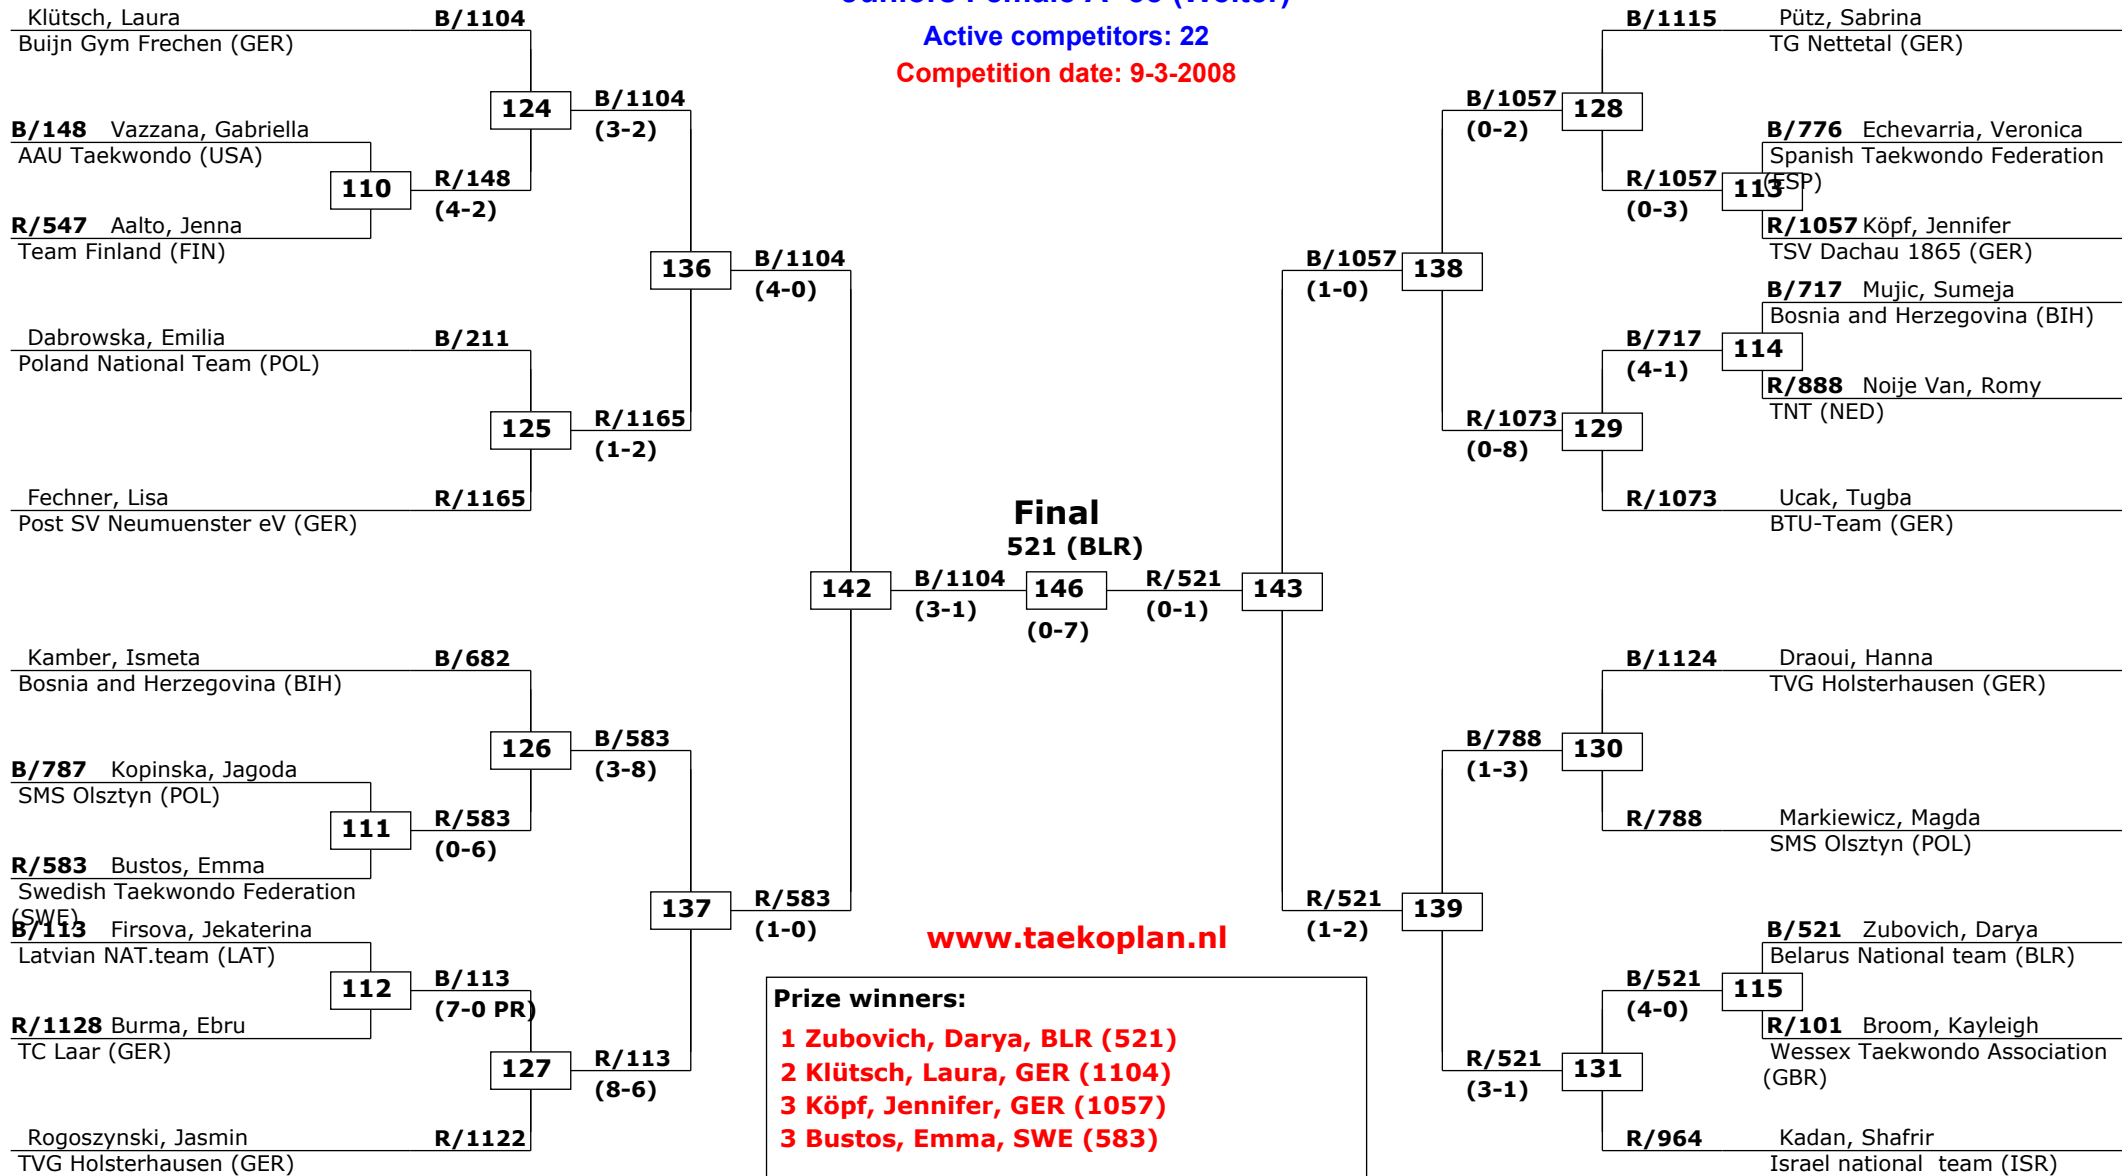 Juniors Female A -55 (Welter)
Active competitors: 22
Competition date: 9-3-2008
Klütsch, Laura B/1104
Buijn Gym Frechen (GER)
124
B/1104
(3-2)
B/148 Vazzana, Gabriella
AAU Taekwondo (USA)
110
R/148
(4-2)
R/547 Aalto, Jenna
Team Finland (FIN)
136
B/1104
(4-0)
Dabrowska, Emilia B/211
Poland National Team (POL)
125
R/1165
(1-2)
Fechner, Lisa R/1165
Post SV Neumuenster eV (GER)
142
B/1104
(3-1)
Kamber, Ismeta B/682
Bosnia and Herzegovina (BIH)
126
B/583
(3-8)
B/787 Kopinska, Jagoda
SMS Olsztyn (POL)
111
R/583
(0-6)
R/583 Bustos, Emma
Swedish Taekwondo Federation
(SWE)
137
R/583
(1-0)
B/113 Firsova, Jekaterina
Latvian NAT.team (LAT)
112
B/113
(7-0 PR)
R/1128 Burma, Ebru
TC Laar (GER)
127
R/113
(8-6)
Rogoszynski, Jasmin R/1122
TVG Holsterhausen (GER)
Final
521 (BLR)
146
(0-7)
R/521
(0-1)
143
B/1115 Pütz, Sabrina
TG Nettetal (GER)
B/1057
(0-2)
128
B/776 Echevarria, Veronica
Spanish Taekwondo Federation
(ESP)
R/1057
(0-3)
113
R/1057 Köpf, Jennifer
TSV Dachau 1865 (GER)
B/1057
(1-0)
138
B/717 Mujic, Sumeja
Bosnia and Herzegovina (BIH)
B/717
(4-1)
114
R/888 Noije Van, Romy
TNT (NED)
R/1073
(0-8)
129
R/1073 Ucak, Tugba
BTU-Team (GER)
B/1124 Draoui, Hanna
TVG Holsterhausen (GER)
B/788
(1-3)
130
R/788 Markiewicz, Magda
SMS Olsztyn (POL)
R/521
(1-2)
139
B/521 Zubovich, Darya
Belarus National team (BLR)
B/521
(4-0)
115
R/101 Broom, Kayleigh
Wessex Taekwondo Association
(GBR)
R/521
(3-1)
131
R/964 Kadan, Shafrir
Israel national team (ISR)
www.taekoplan.nl
Prize winners:
1 Zubovich, Darya, BLR (521)
2 Klütsch, Laura, GER (1104)
3 Köpf, Jennifer, GER (1057)
3 Bustos, Emma, SWE (583)